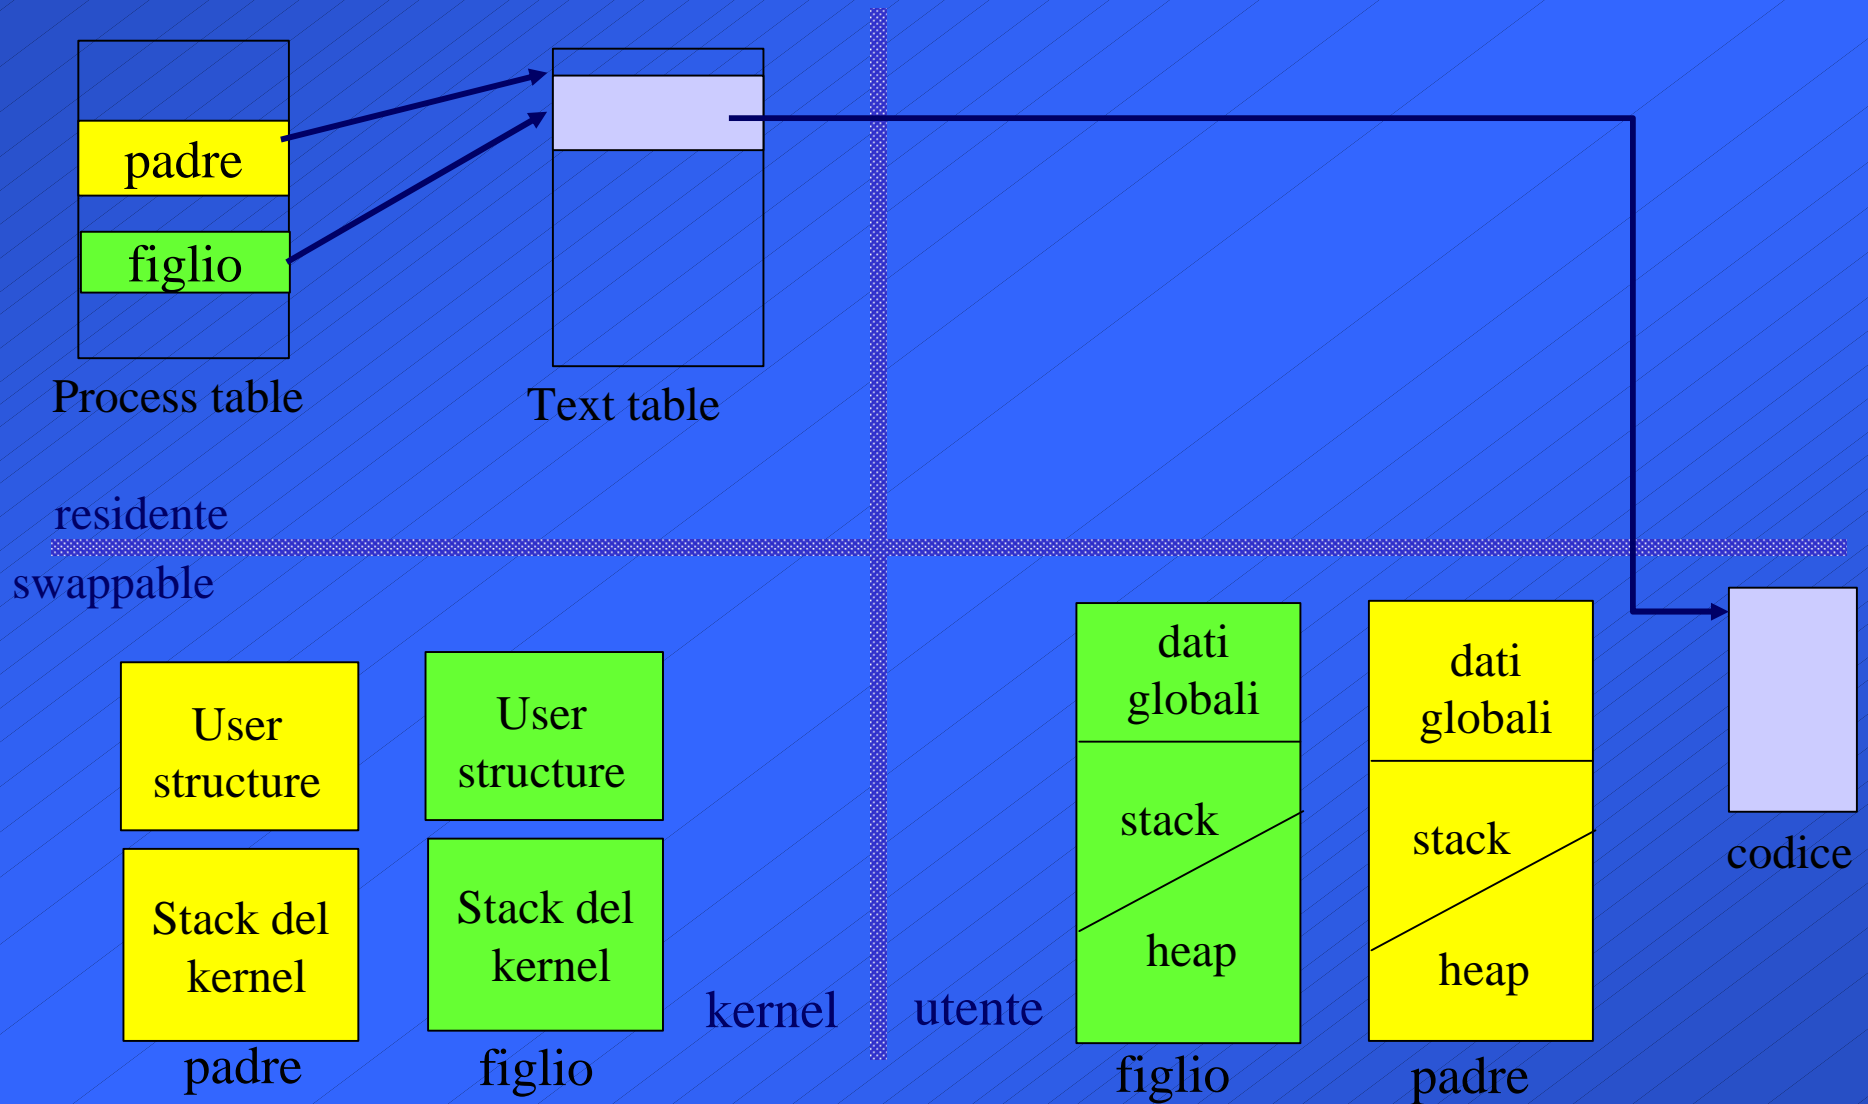 padre
figlio
Process table
Text table
residente
swappable
User
structure
Stack del
kernel
padre
User
structure
Stack del
kernel
figlio
kernel
utente
dati
globali
stack
heap
figlio
dati
globali
stack
heap
padre
codice